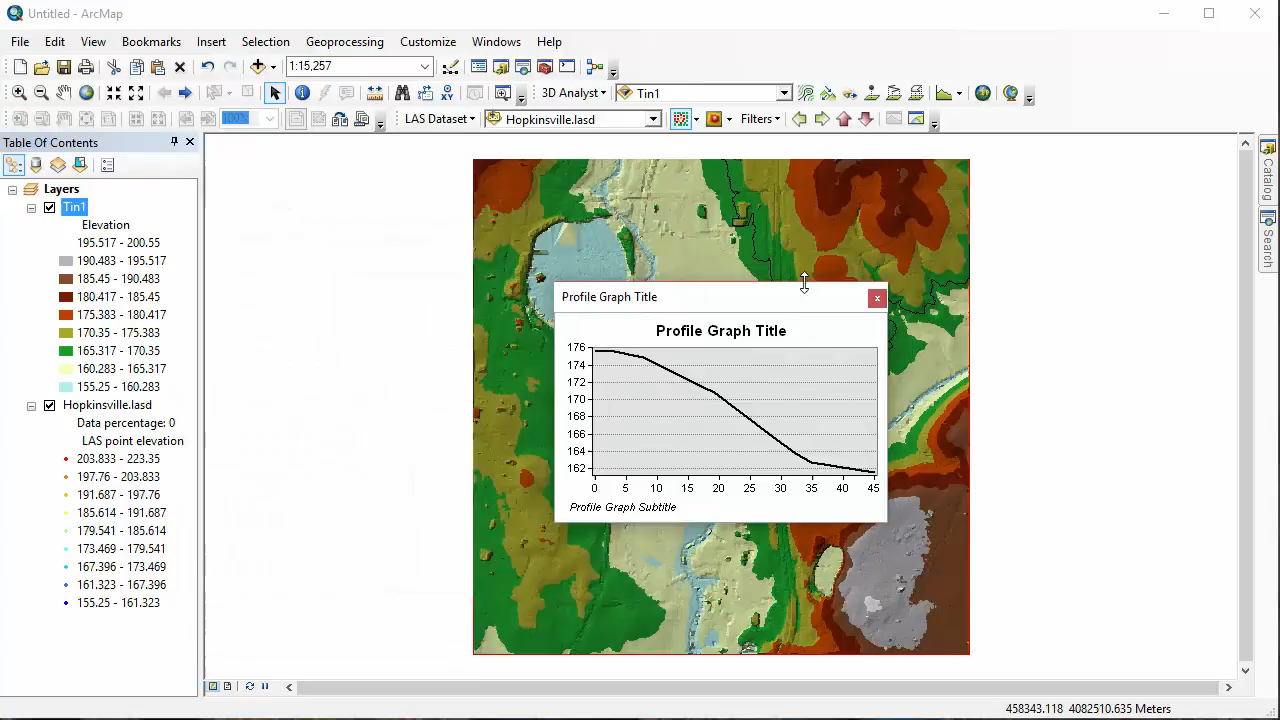 Untitled - ArcMap
File Edit View Bookmarks Insert Selection Geoprocessing Customize Windows Help
1:15,257
3D Analyst Tin1
100% LAS Dataset Hopkinsville.lasd Filters
Table Of Contents
Layers
Tin1
Elevation
195.517 - 200.55
190.483 - 195.517
185.45 - 190.483
180.417 - 185.45
175.383 - 180.417
170.35 - 175.383
165.317 - 170.35
160.283 - 165.317
155.25 - 160.283
Hopkinsville.lasd
Data percentage: 0
LAS point elevation
203.833 - 223.35
197.76 - 203.833
191.687 - 197.76
185.614 - 191.687
179.541 - 185.614
173.469 - 179.541
167.396 - 173.469
161.323 - 167.396
155.25 - 161.323
Profile Graph Title
x
Profile Graph Title
176
174
172
170
168
166
164
162
0 5 10 15 20 25 30 35 40 45
Profile Graph Subtitle
Catalog
Search
458343.118 4082510.635 Meters